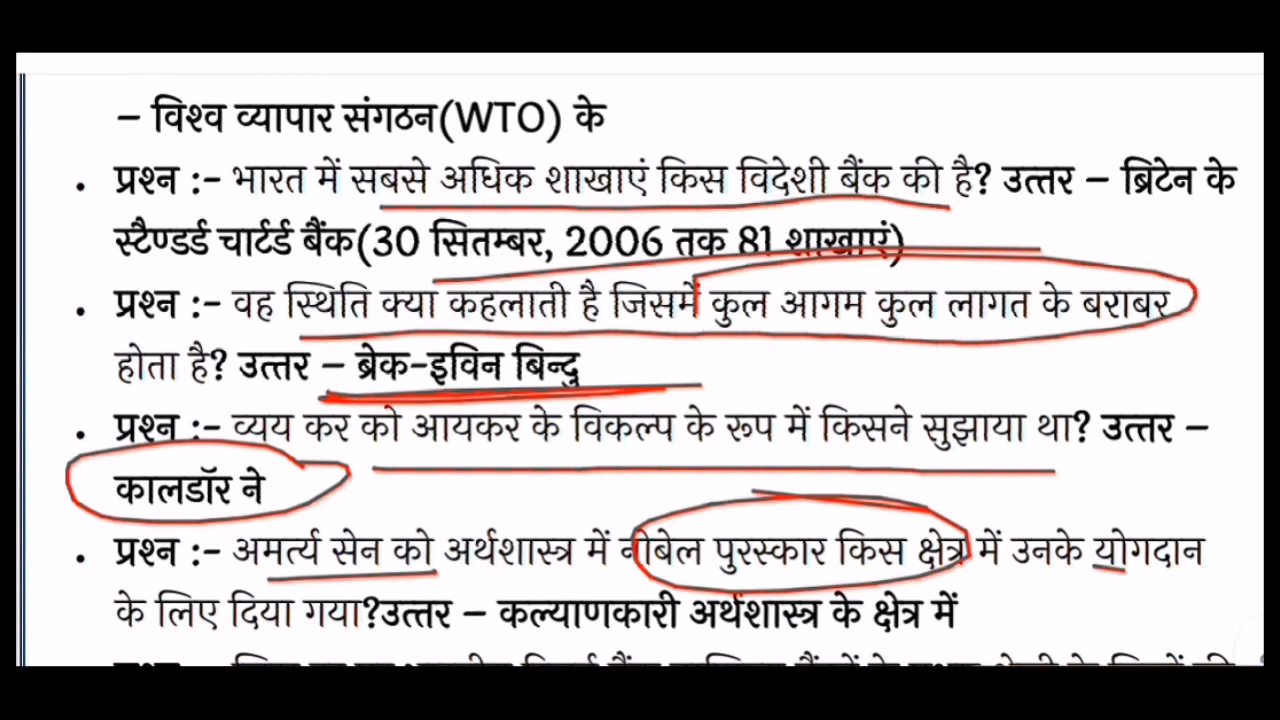 – विश्व व्यापार संगठन(WTO) के
• प्रश्न :- भारत में सबसे अधिक शाखाएं किस विदेशी बैंक की है? उत्तर – ब्रिटेन के
स्टैण्डर्ड चार्टर्ड बैंक(30 सितम्बर, 2006 तक 81 शाखाएं)
• प्रश्न :- वह स्थिति क्या कहलाती है जिसमें कुल आगम कुल लागत के बराबर
होता है? उत्तर – ब्रेक-इविन बिन्दु
• प्रश्न :- व्यय कर को आयकर के विकल्प के रूप में किसने सुझाया था? उत्तर –
कालडॉर ने
• प्रश्न :- अमर्त्य सेन को अर्थशास्त्र में नोबेल पुरस्कार किस क्षेत्र में उनके योगदान
के लिए दिया गया?उत्तर – कल्याणकारी अर्थशास्त्र के क्षेत्र में